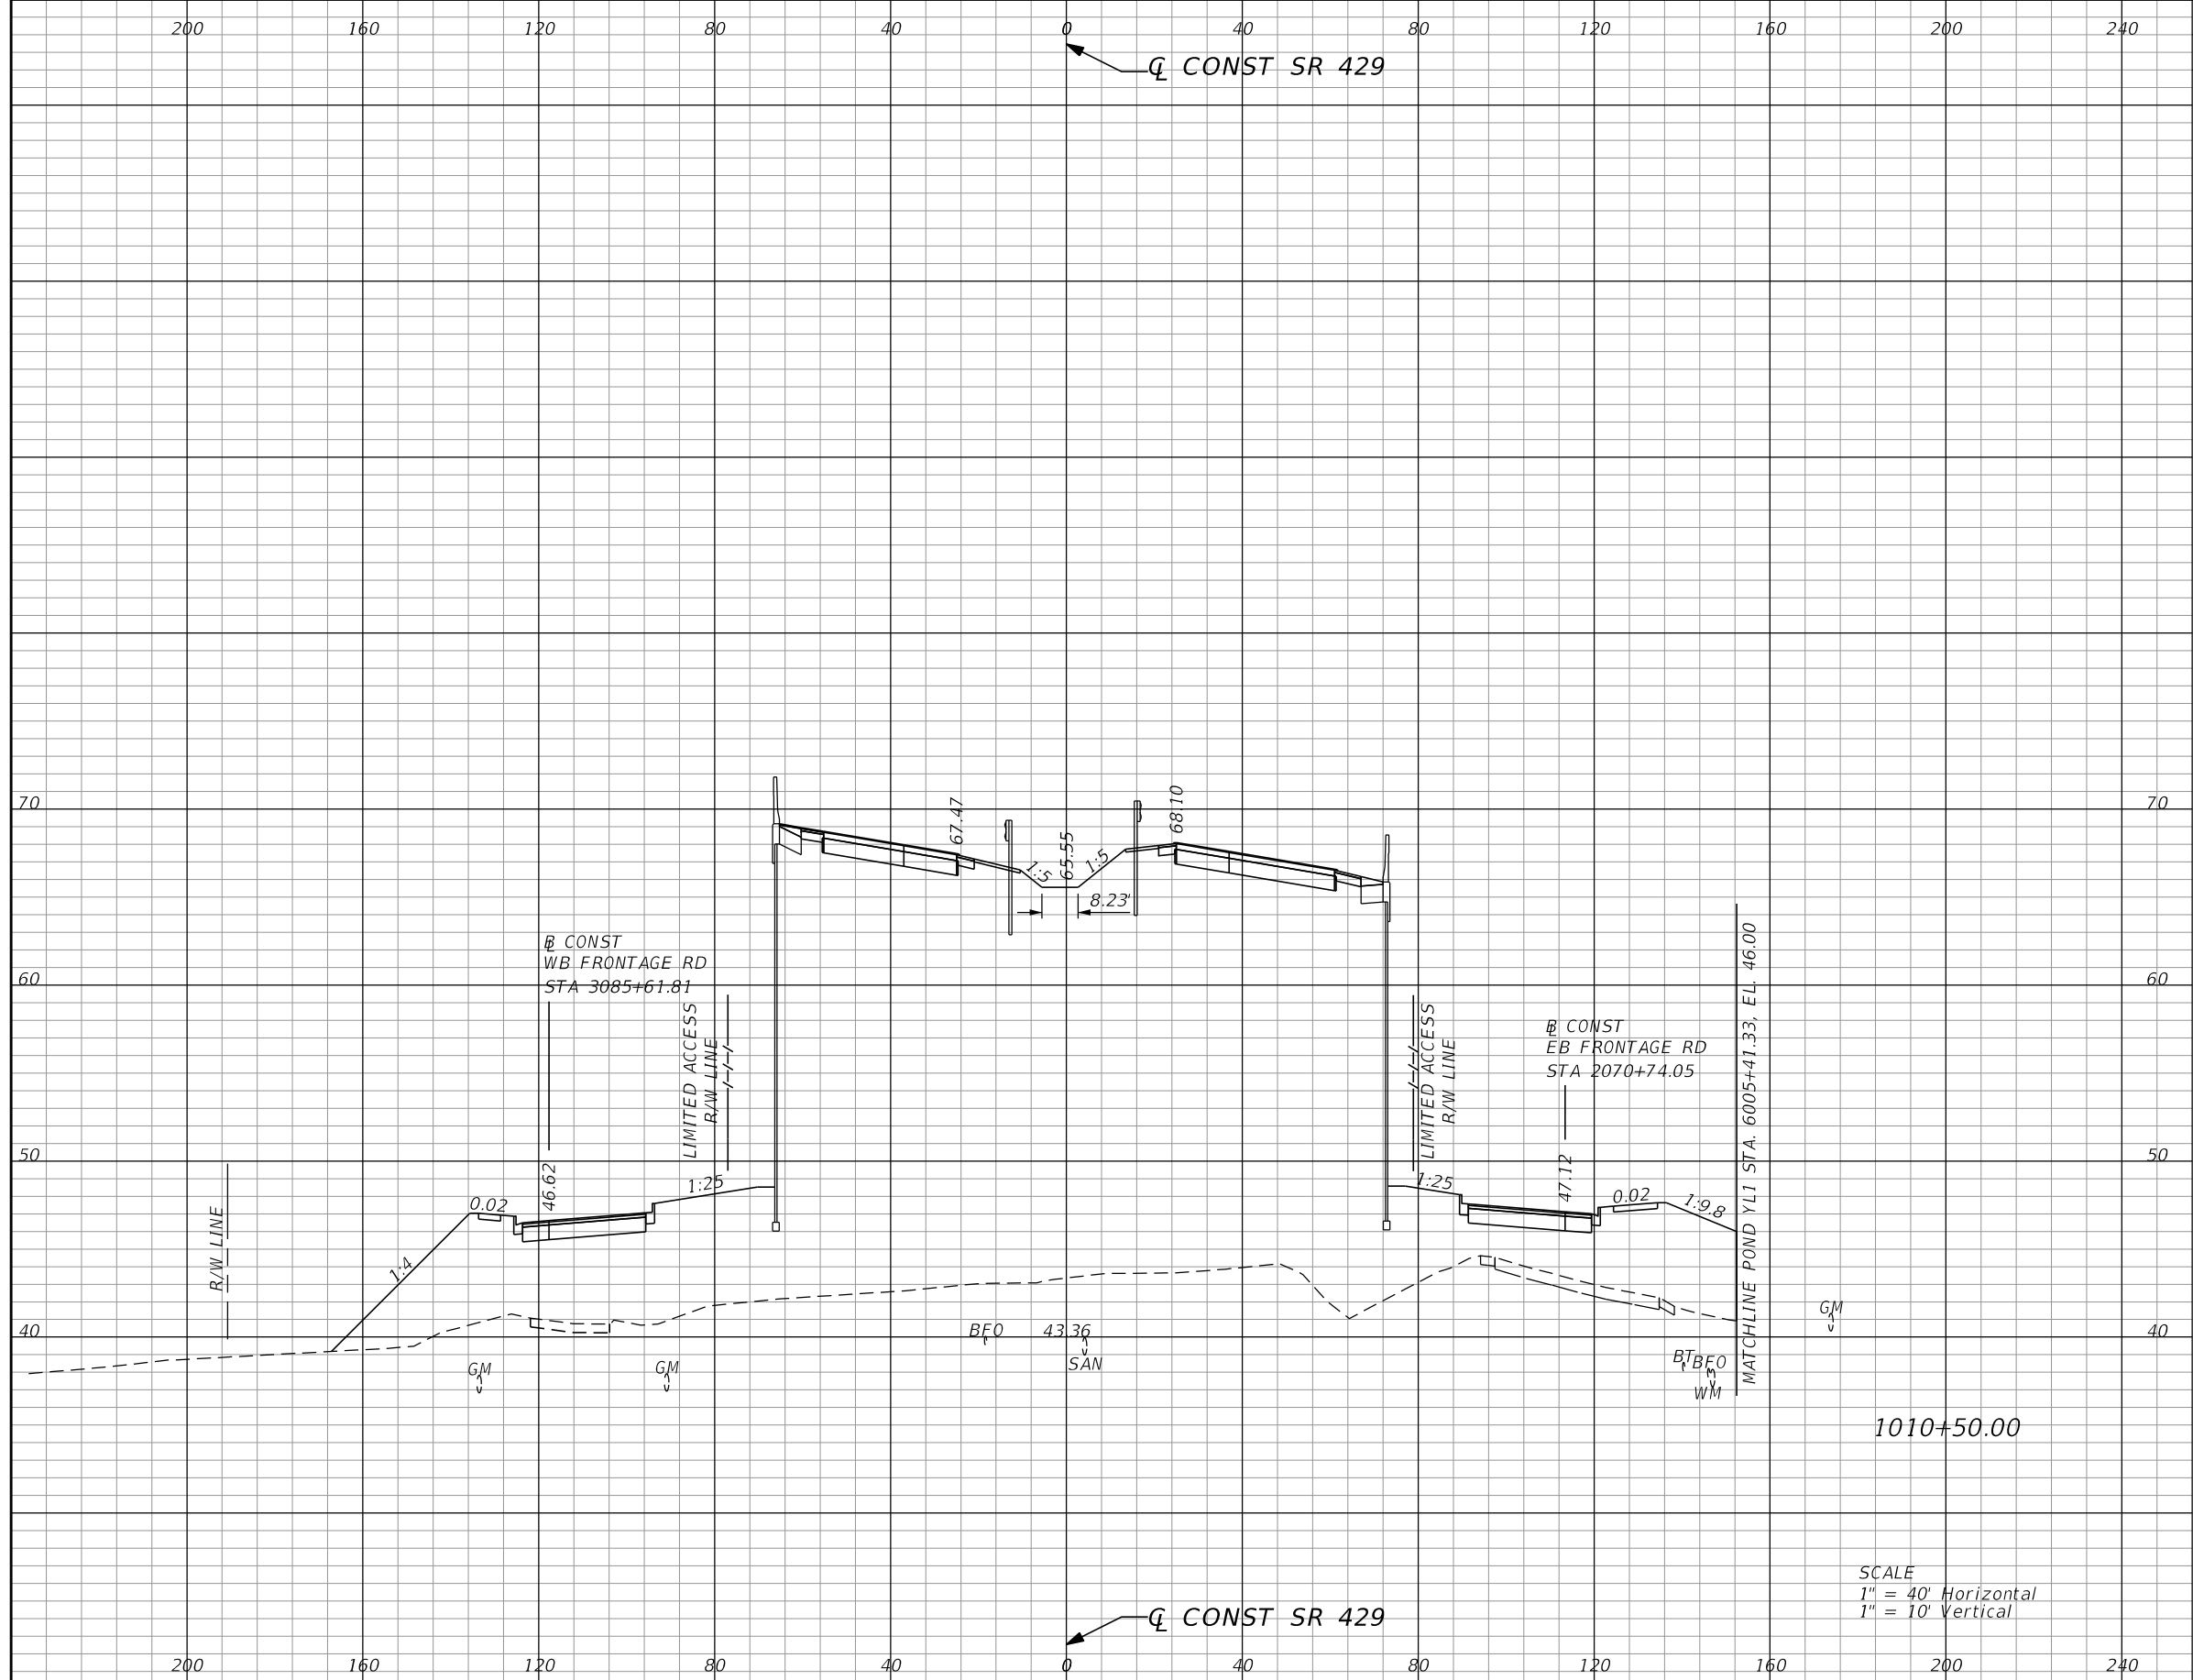 200 160 120 80 40 0 40 80 120 160 200 240
℄ CONST SR 429
70 70
67.47
65.55
68.10
1:5
1:5
8.23'
60 60
℄ CONST
WB FRONTAGE RD
STA 3085+61.81
LIMITED ACCESS
R/W LINE
LIMITED ACCESS
R/W LINE
BL CONST
EB FRONTAGE RD
STA 2070+74.05
MATCHLINE POND YL1 STA. 6005+41.33, EL. 46.00
50 50
R/W LINE
1:4
0.02
46.62
1:25
1:25
47.12
0.02
1:9.8
40 40
GM
GM
BFO
43.36
SAN
BT BFO
WM
GM
1010+50.00
SCALE
1" = 40' Horizontal
1" = 10' Vertical
℄ CONST SR 429
200 160 120 80 40 0 40 80 120 160 200 240